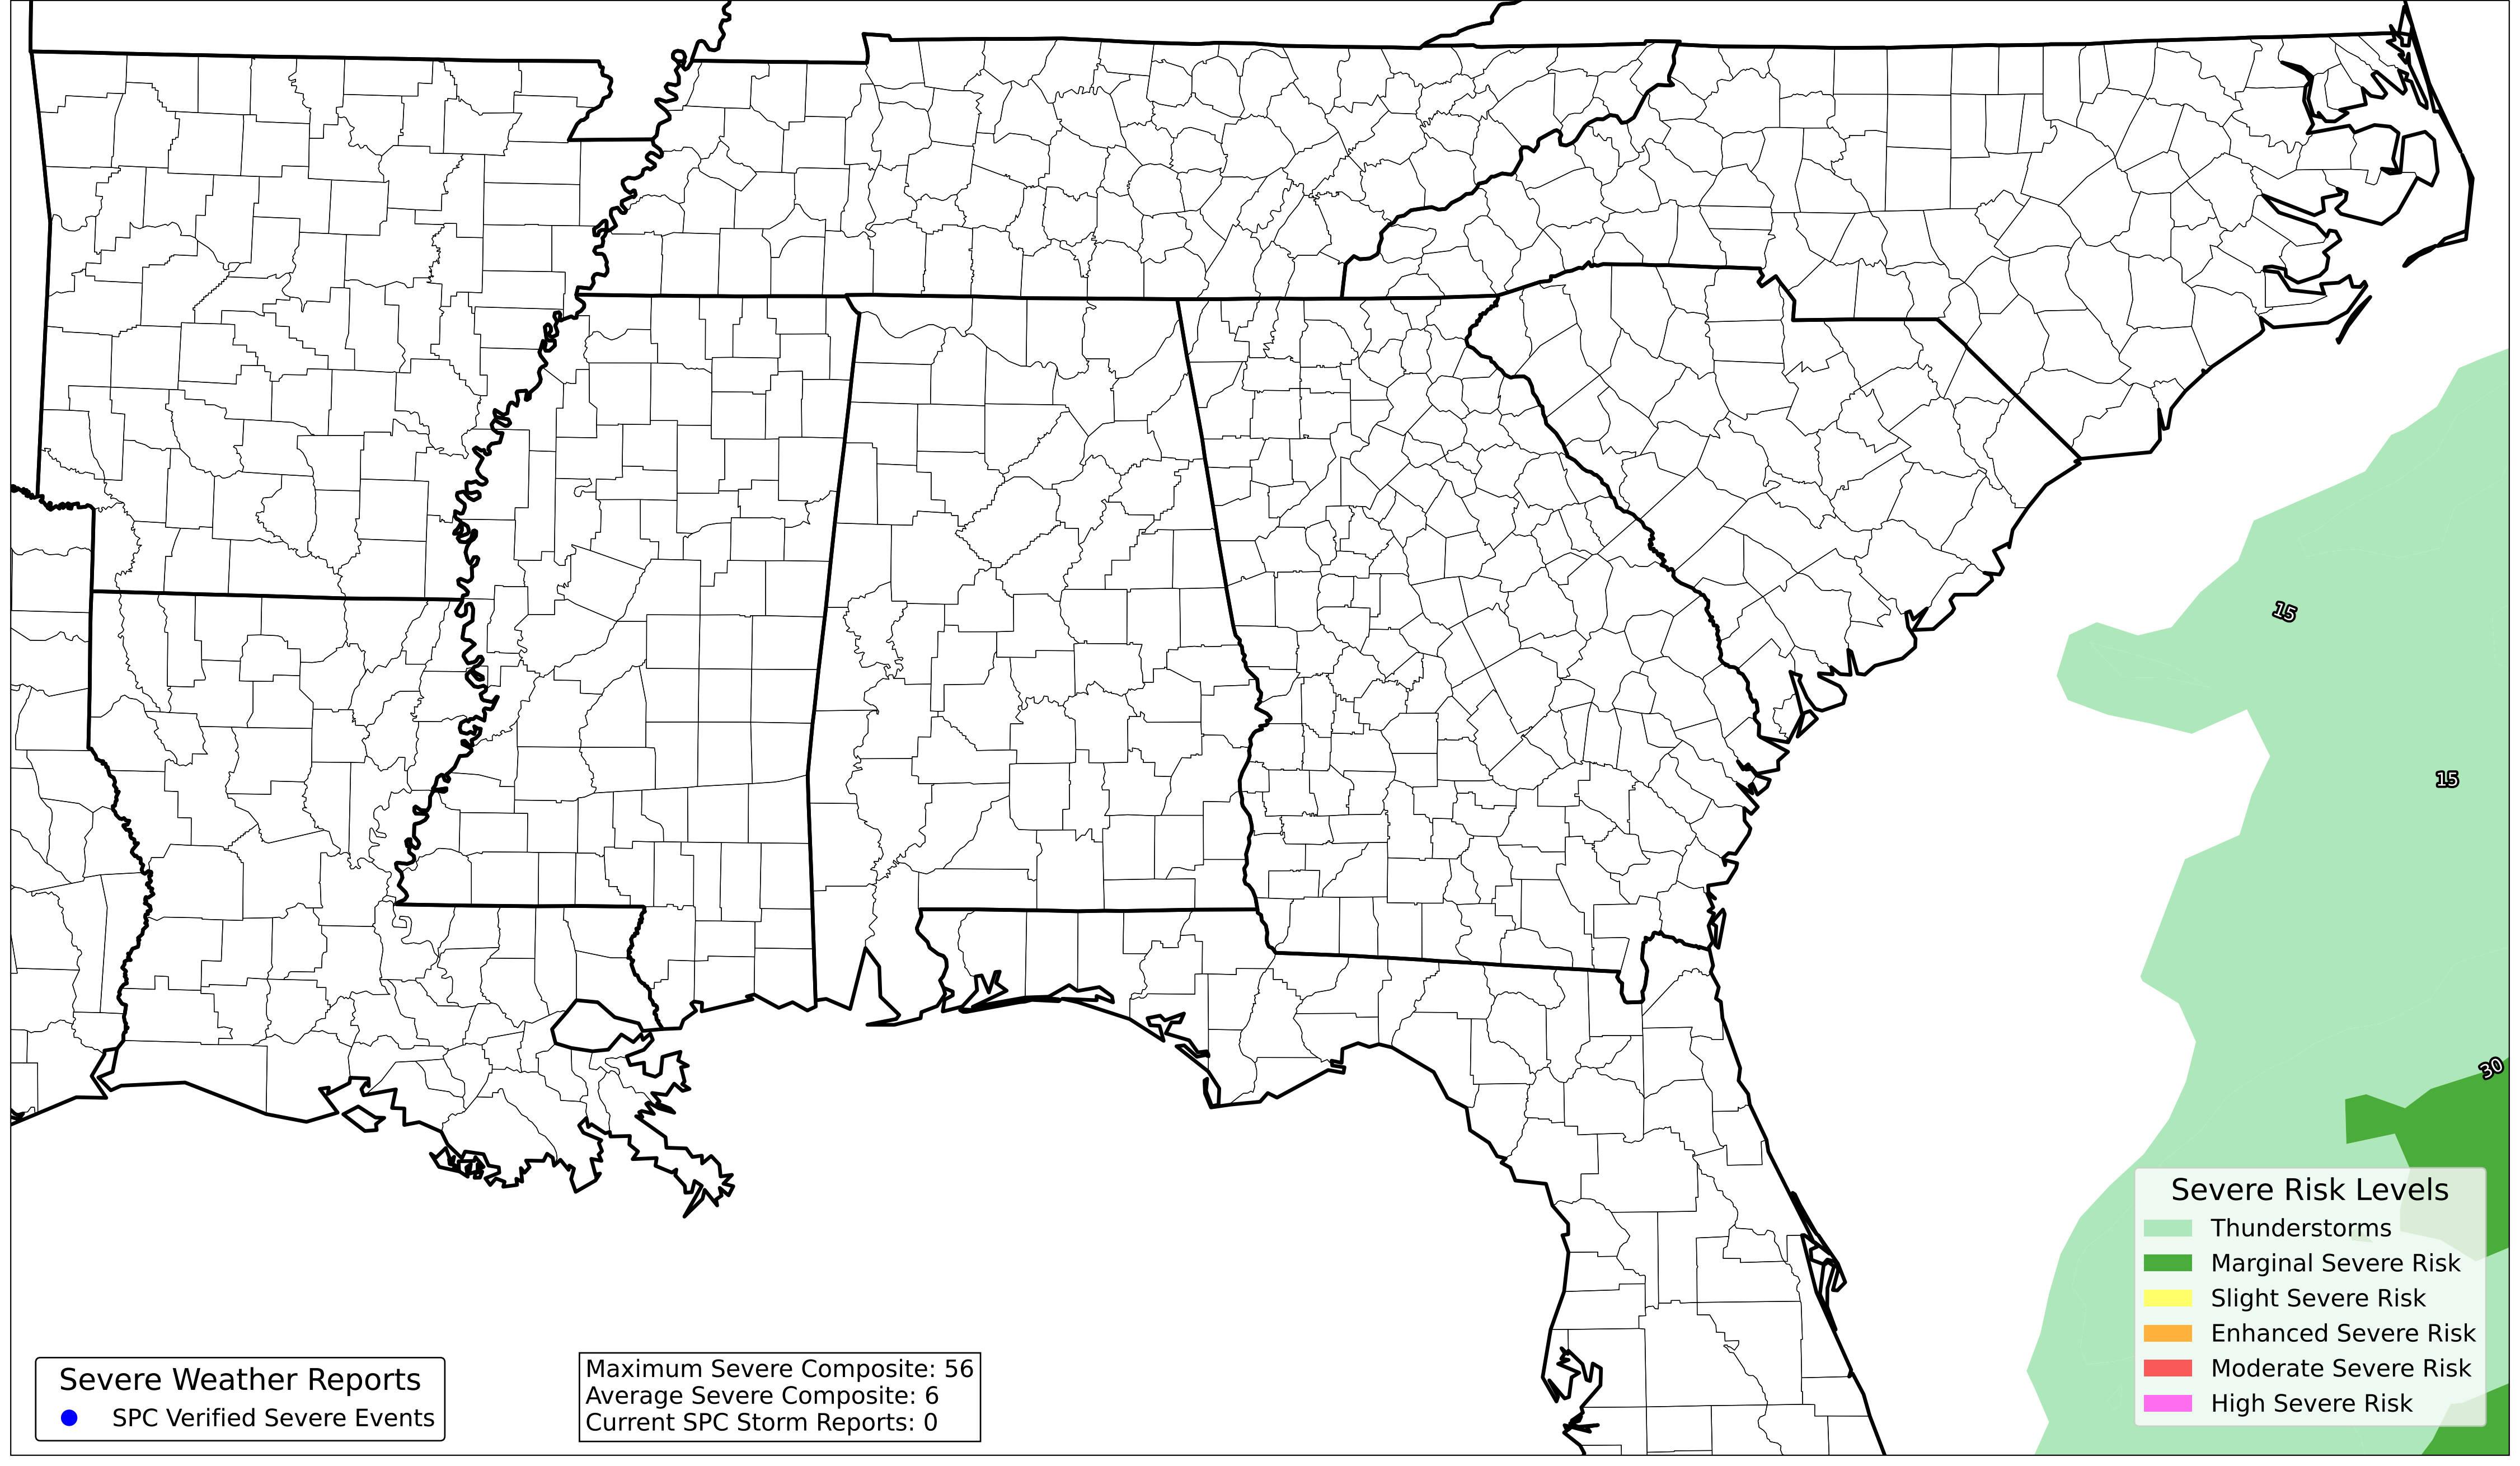 15
15
30
Severe Risk Levels
Thunderstorms
Marginal Severe Risk
Slight Severe Risk
Enhanced Severe Risk
Moderate Severe Risk
High Severe Risk
Severe Weather Reports
SPC Verified Severe Events
Maximum Severe Composite: 56
Average Severe Composite: 6
Current SPC Storm Reports: 0